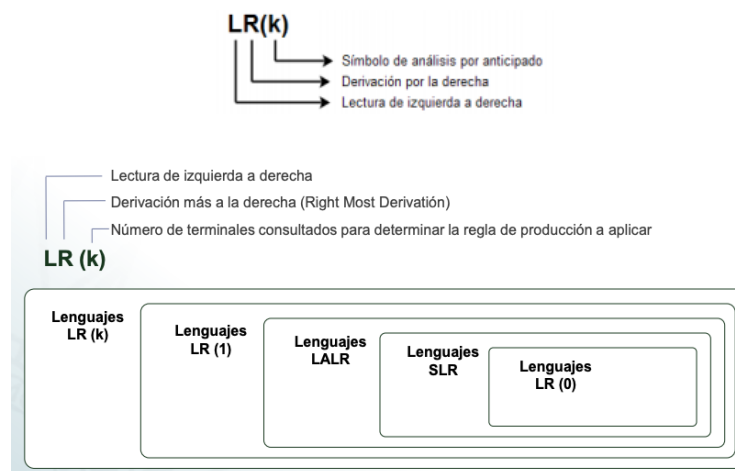 LR(k)
Símbolo de análisis por anticipado
Derivación por la derecha
Lectura de izquierda a derecha
Lectura de izquierda a derecha
Derivación más a la derecha (Right Most Derivatión)
Número de terminales consultados para determinar la regla de producción a aplicar
LR (k)
Lenguajes
LR (k)
Lenguajes
LR (1)
Lenguajes
LALR
Lenguajes
SLR
Lenguajes
LR (0)